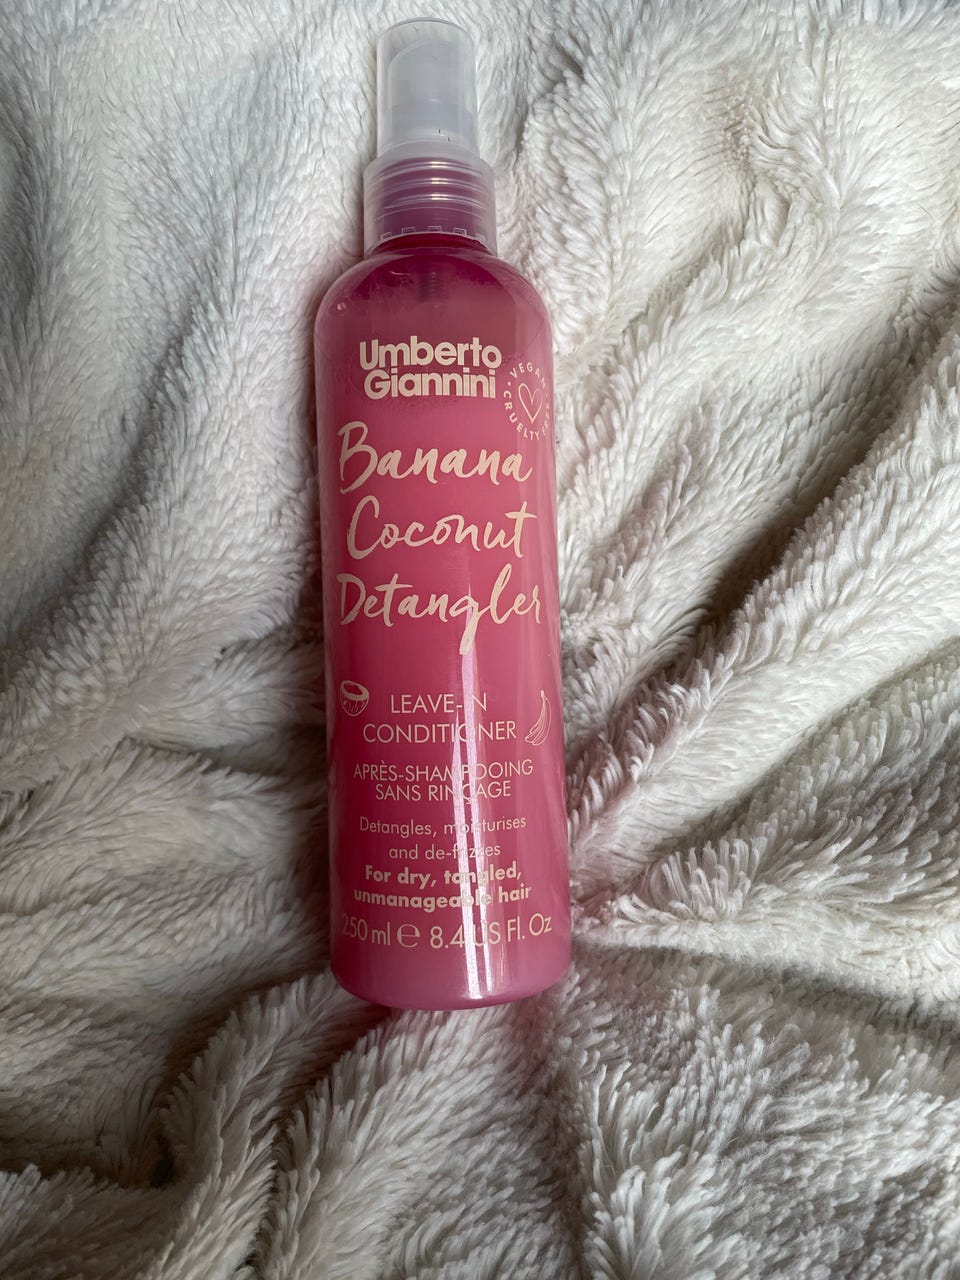 Umberto
Giannini
VEGAN
CRUELTY FREE
Banana
Coconut
Detangler
LEAVE-IN
CONDITIONER
APRÈS-SHAMPOOING
SANS RINÇAGE
Detangles, moisturises
and de-frizzes
For dry, tangled,
unmanageable hair
250 ml ℮ 8.4 US Fl. Oz